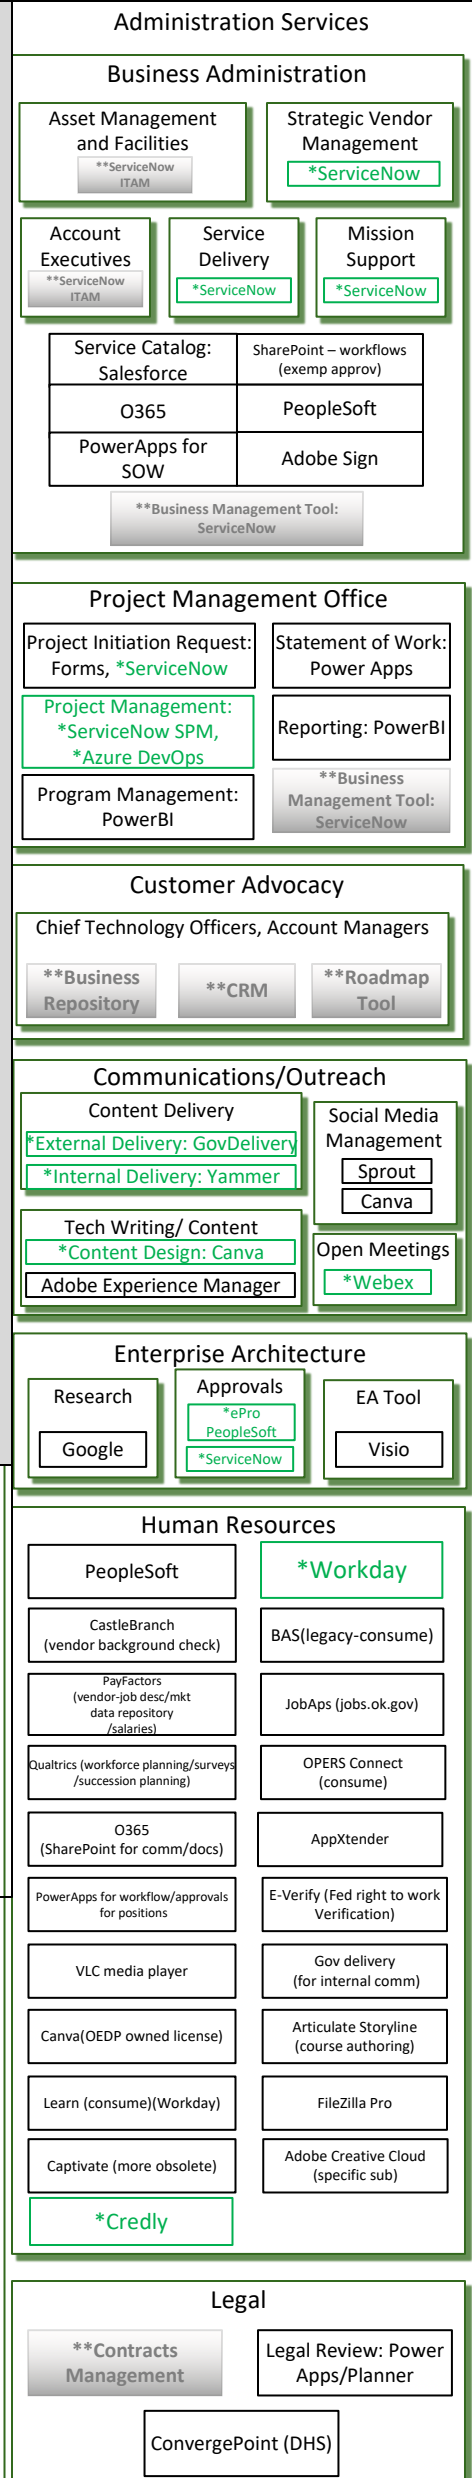 Administration Services
Business Administration
Asset Management
and Facilities
**ServiceNow
ITAM
Strategic Vendor
Management
*ServiceNow
Account
Executives
**ServiceNow
ITAM
Service
Delivery
*ServiceNow
Mission
Support
*ServiceNow
Service Catalog:
Salesforce
SharePoint – workflows
(exemp approv)
O365
PeopleSoft
PowerApps for
SOW
Adobe Sign
**Business Management Tool:
ServiceNow
Project Management Office
Project Initiation Request:
Forms, *ServiceNow
Statement of Work:
Power Apps
Project Management:
*ServiceNow SPM,
*Azure DevOps
Reporting: PowerBI
Program Management:
PowerBI
**Business
Management Tool:
ServiceNow
Customer Advocacy
Chief Technology Officers, Account Managers
**Business
Repository
**CRM
**Roadmap
Tool
Communications/Outreach
Content Delivery
*External Delivery: GovDelivery
*Internal Delivery: Yammer
Social Media
Management
Sprout
Canva
Tech Writing/ Content
*Content Design: Canva
Adobe Experience Manager
Open Meetings
*Webex
Enterprise Architecture
Research
Google
Approvals
*ePro
PeopleSoft
*ServiceNow
EA Tool
Visio
Human Resources
PeopleSoft
*Workday
CastleBranch
(vendor background check)
BAS(legacy-consume)
PayFactors
(vendor-job desc/mkt
data repository
/salaries)
JobAps (jobs.ok.gov)
Qualtrics (workforce planning/surveys
/succession planning)
OPERS Connect
(consume)
O365
(SharePoint for comm/docs)
AppXtender
PowerApps for workflow/approvals
for positions
E-Verify (Fed right to work
Verification)
VLC media player
Gov delivery
(for internal comm)
Canva(OEDP owned license)
Articulate Storyline
(course authoring)
Learn (consume)(Workday)
FileZilla Pro
Captivate (more obsolete)
Adobe Creative Cloud
(specific sub)
*Credly
Legal
**Contracts
Management
Legal Review: Power
Apps/Planner
ConvergePoint (DHS)